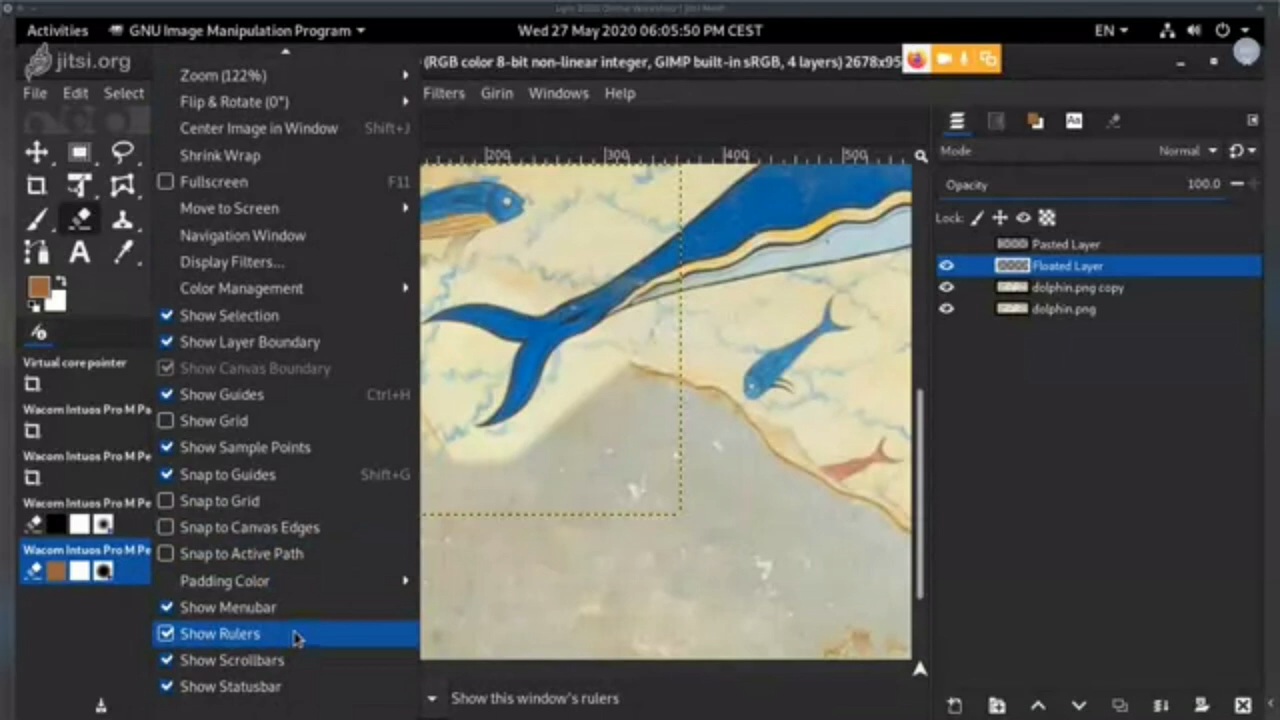 Activities
GNU Image Manipulation Program
Wed 27 May 2020 06:05:50 PM CEST
EN
jitsi.org
(RGB color 8-bit non-linear integer, GIMP built-in sRGB, 4 layers) 2678x95
File Edit Select
Filters Girin Windows Help
Zoom (122%)
Flip & Rotate (0°)
Center Image in Window Shift+J
Shrink Wrap
Fullscreen F11
Move to Screen
Navigation Window
Display Filters...
Color Management
Show Selection
Show Layer Boundary
Show Canvas Boundary
Show Guides Ctrl+H
Show Grid
Show Sample Points
Snap to Guides Shift+G
Snap to Grid
Snap to Canvas Edges
Snap to Active Path
Padding Color
Show Menubar
Show Rulers
Show Scrollbars
Show Statusbar
Virtual core pointer
Wacom Intuos Pro M Pa
Wacom Intuos Pro M Pe
Wacom Intuos Pro M Pe
Wacom Intuos Pro M Pe
200 300 400 500
Show this window's rulers
Aa
Mode Normal
Opacity 100.0
Lock:
Pasted Layer
Floated Layer
dolphin.png copy
dolphin.png